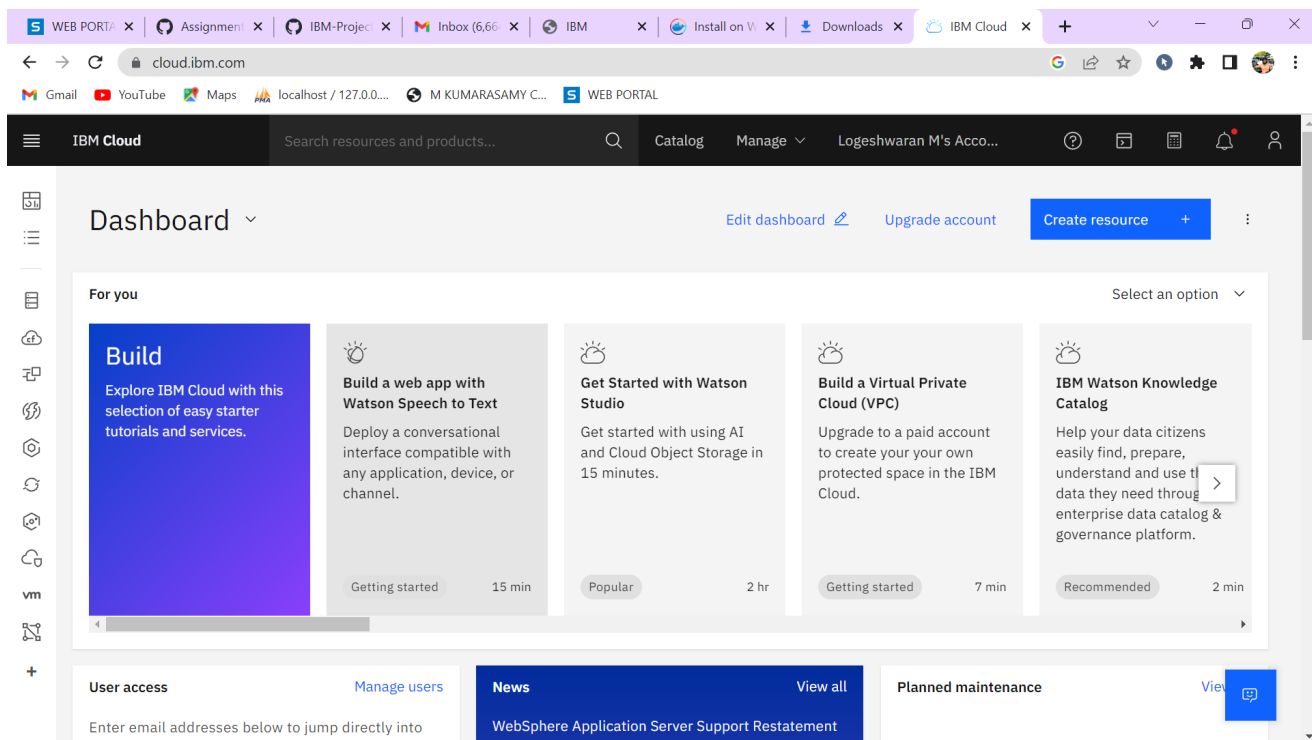 WEB PORTA
Assignment
IBM-Project
Inbox (6,66
IBM
Install on W
Downloads
IBM Cloud
cloud.ibm.com
Gmail
YouTube
Maps
localhost / 127.0.0....
M KUMARASAMY C...
WEB PORTAL
IBM Cloud
Search resources and products...
Catalog
Manage
Logeshwaran M's Acco...
Dashboard
Edit dashboard
Upgrade account
Create resource +
For you
Select an option
Build
Explore IBM Cloud with this
selection of easy starter
tutorials and services.
Build a web app with
Watson Speech to Text
Deploy a conversational
interface compatible with
any application, device, or
channel.
Getting started
15 min
Get Started with Watson
Studio
Get started with using AI
and Cloud Object Storage in
15 minutes.
Popular
2 hr
Build a Virtual Private
Cloud (VPC)
Upgrade to a paid account
to create your your own
protected space in the IBM
Cloud.
Getting started
7 min
IBM Watson Knowledge
Catalog
Help your data citizens
easily find, prepare,
understand and use th
data they need throug
enterprise data catalog &
governance platform.
Recommended
2 min
vm
User access
Manage users
Enter email addresses below to jump directly into
News
View all
WebSphere Application Server Support Restatement
Planned maintenance
View